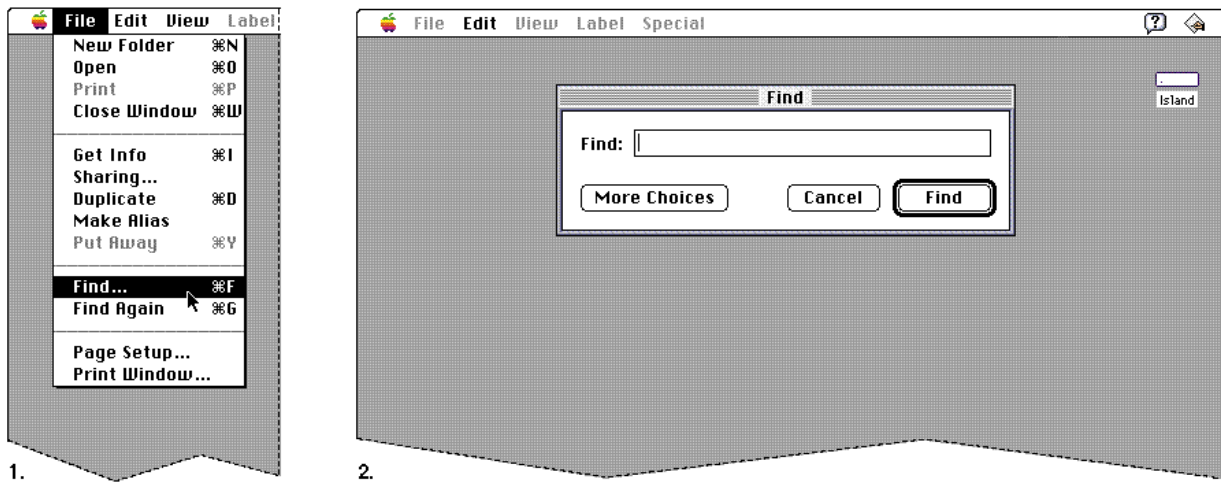 File Edit View Label
New Folder ⌘N
Open ⌘O
Print ⌘P
Close Window ⌘W
Get Info ⌘I
Sharing...
Duplicate ⌘D
Make Alias
Put Away ⌘Y
Find... ⌘F
Find Again ⌘G
Page Setup...
Print Window...
1.
File Edit View Label Special
Island
Find
Find:
More Choices Cancel Find
2.